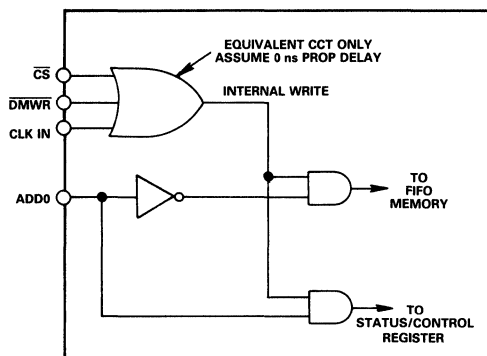 EQUIVALENT CCT ONLY
ASSUME 0 ns PROP DELAY
CS
DMWR
CLK IN
INTERNAL WRITE
ADD0
TO
FIFO
MEMORY
TO
STATUS/CONTROL
REGISTER